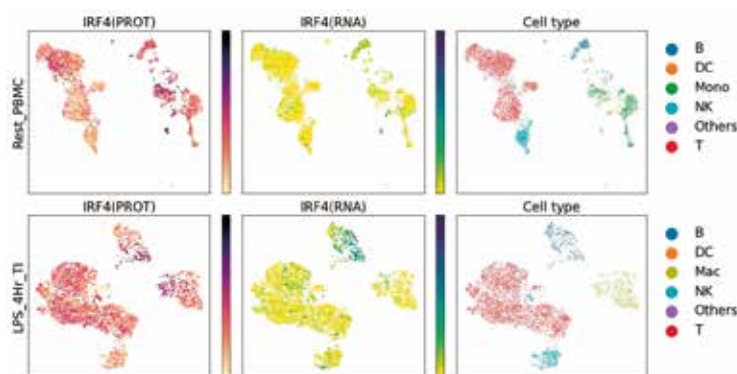 IRF4(PROT) IRF4(RNA) Cell type
Rest_PBMC
B
DC
Mono
NK
Others
T
IRF4(PROT) IRF4(RNA) Cell type
LPS_4Hr_TI
B
DC
Mac
NK
Others
T